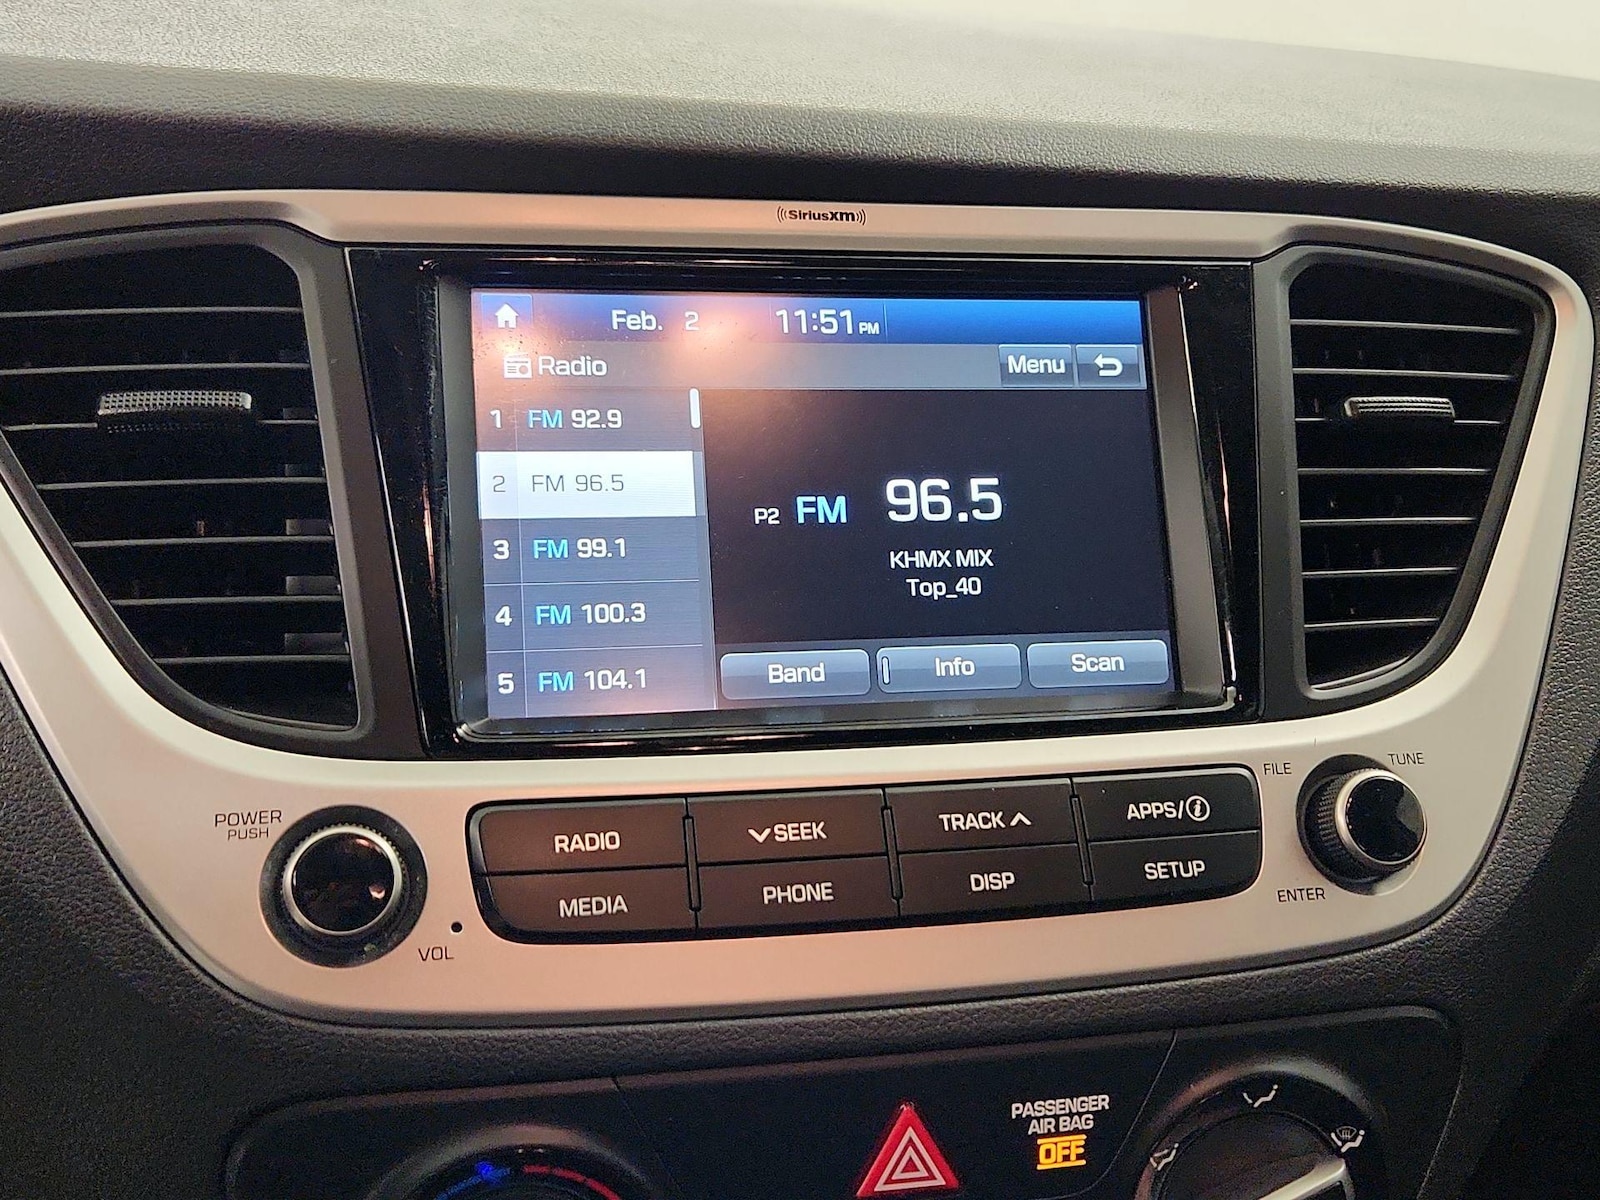 SiriusXM
Feb. 2 11:51 PM
Radio Menu
1 FM 92.9
2 FM 96.5
3 FM 99.1
4 FM 100.3
5 FM 104.1
P2 FM 96.5
KHMX MIX
Top_40
Band Info Scan
POWER
PUSH
VOL
RADIO SEEK TRACK APPS/i
MEDIA PHONE DISP SETUP
FILE TUNE
ENTER
PASSENGER
AIR BAG
OFF